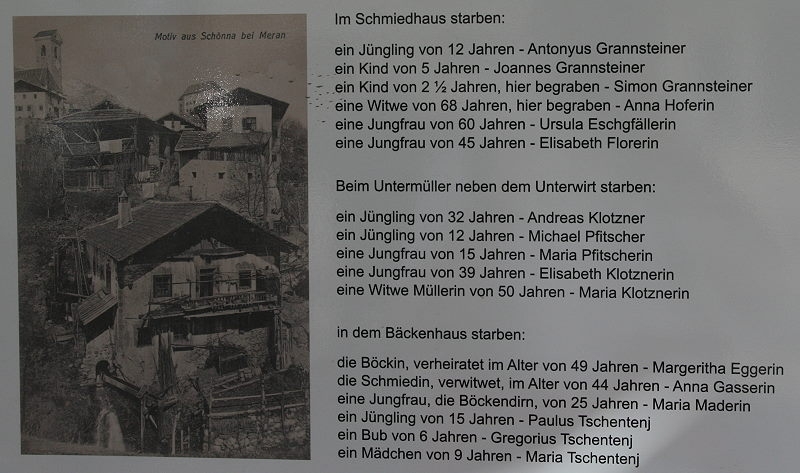 Motiv aus Schönna bei Meran
Im Schmiedhaus starben:
ein Jüngling von 12 Jahren - Antonyus Grannsteiner
ein Kind von 5 Jahren - Joannes Grannsteiner
ein Kind von 2 ½ Jahren, hier begraben - Simon Grannsteiner
eine Witwe von 68 Jahren, hier begraben - Anna Hoferin
eine Jungfrau von 60 Jahren - Ursula Eschgfällerin
eine Jungfrau von 45 Jahren - Elisabeth Florerin
Beim Untermüller neben dem Unterwirt starben:
ein Jüngling von 32 Jahren - Andreas Klotzner
ein Jüngling von 12 Jahren - Michael Pfitscher
eine Jungfrau von 15 Jahren - Maria Pfitscherin
eine Jungfrau von 39 Jahren - Elisabeth Klotznerin
eine Witwe Müllerin von 50 Jahren - Maria Klotznerin
in dem Bäckenhaus starben:
die Böckin, verheiratet im Alter von 49 Jahren - Margeritha Eggerin
die Schmiedin, verwitwet, im Alter von 44 Jahren - Anna Gasserin
eine Jungfrau, die Böckendirn, von 25 Jahren - Maria Maderin
ein Jüngling von 15 Jahren - Paulus Tschentenj
ein Bub von 6 Jahren - Gregorius Tschentenj
ein Mädchen von 9 Jahren - Maria Tschentenj